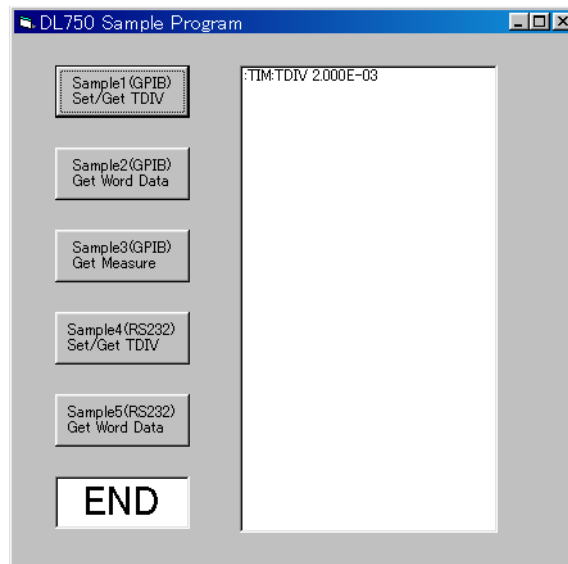 DL750 Sample Program
Sample1(GPIB)
Set/Get TDIV
Sample2(GPIB)
Get Word Data
Sample3(GPIB)
Get Measure
Sample4(RS232)
Set/Get TDIV
Sample5(RS232)
Get Word Data
END
:TIM:TDIV 2.000E-03